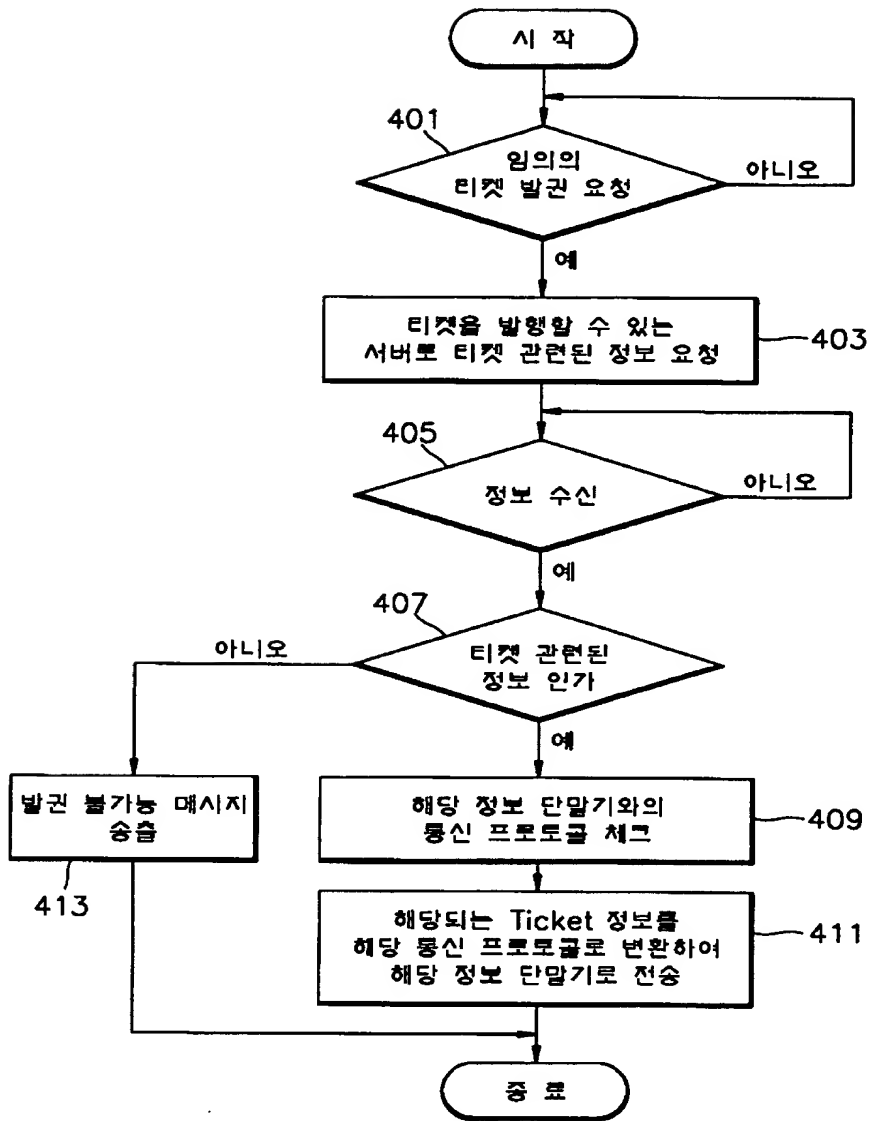 시 작
401
임의의
티켓 발권 요청
아니오
예
티켓을 발행할 수 있는
서버로 티켓 관련된 정보 요청
403
405
정보 수신
아니오
예
407
아니오
티켓 관련된
정보 인가
예
발권 불가능 메시지
송출
413
해당 정보 단말기와의
통신 프로토콜 체크
409
해당되는 Ticket 정보를
해당 통신 프로토콜로 변환하여
해당 정보 단말기로 전송
411
종 료